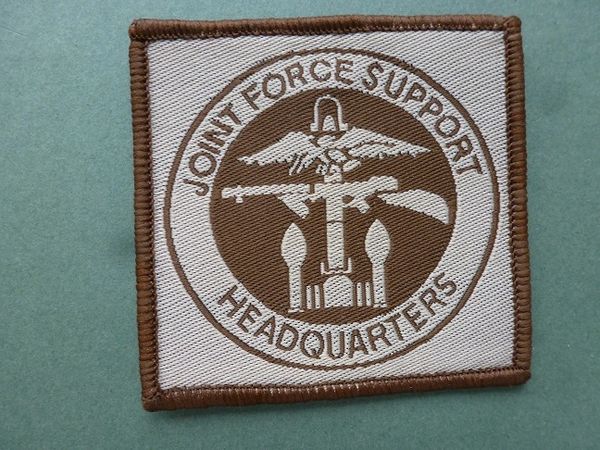 JOINT FORCE SUPPORT
HEADQUARTERS